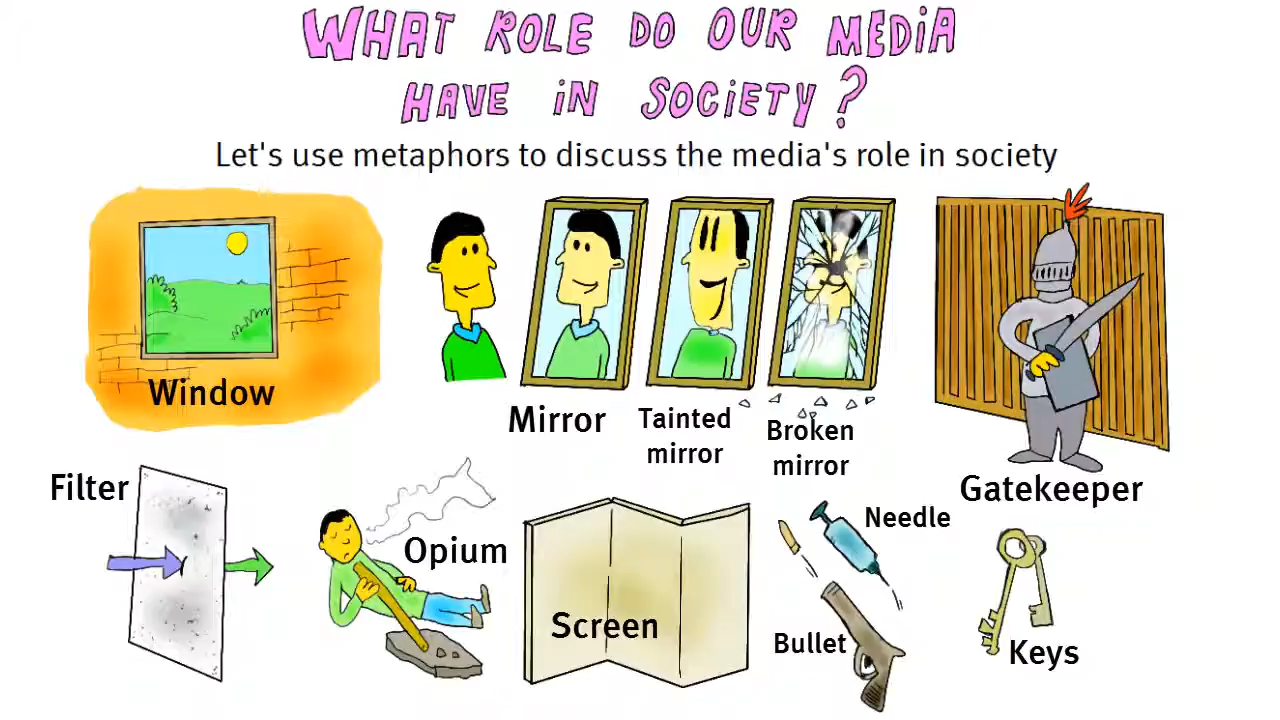 WHAT ROLE DO OUR MEDiA
HAVE iN SOCiETY?
Let's use metaphors to discuss the media's role in society
Window
Mirror
Tainted
mirror
Broken
mirror
Gatekeeper
Filter
Opium
Screen
Needle
Bullet
Keys